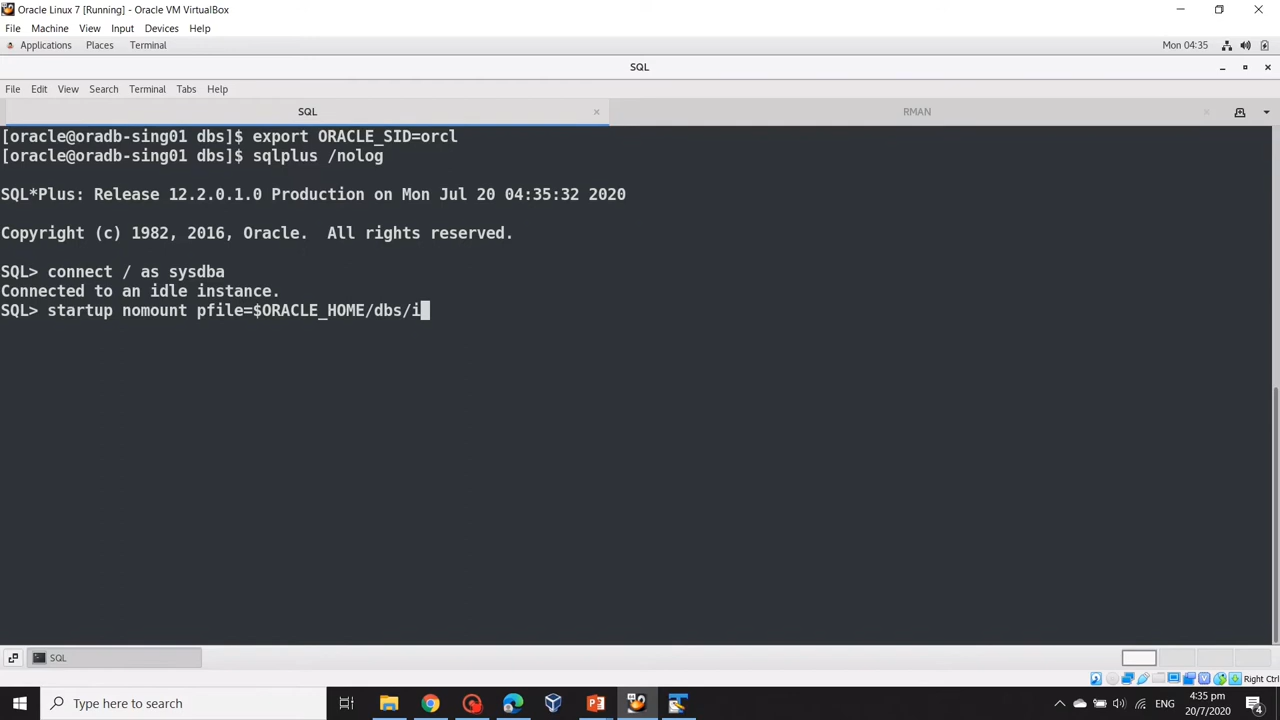 Oracle Linux 7 [Running] - Oracle VM VirtualBox
File Machine View Input Devices Help
Applications Places Terminal Mon 04:35
SQL
File Edit View Search Terminal Tabs Help
SQL RMAN
[oracle@oradb-sing01 dbs]$ export ORACLE_SID=orcl
[oracle@oradb-sing01 dbs]$ sqlplus /nolog
SQL*Plus: Release 12.2.0.1.0 Production on Mon Jul 20 04:35:32 2020
Copyright (c) 1982, 2016, Oracle.  All rights reserved.
SQL> connect / as sysdba
Connected to an idle instance.
SQL> startup nomount pfile=$ORACLE_HOME/dbs/i
SQL
Right Ctrl
Type here to search
ENG
4:35 pm
20/7/2020
4